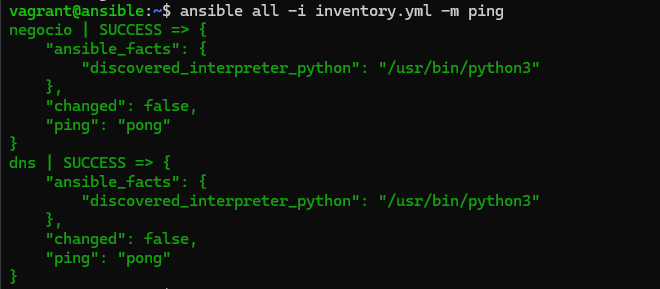 vagrant@ansible:~$ ansible all -i inventory.yml -m ping
negocio | SUCCESS => {
    "ansible_facts": {
        "discovered_interpreter_python": "/usr/bin/python3"
    },
    "changed": false,
    "ping": "pong"
}
dns | SUCCESS => {
    "ansible_facts": {
        "discovered_interpreter_python": "/usr/bin/python3"
    },
    "changed": false,
    "ping": "pong"
}